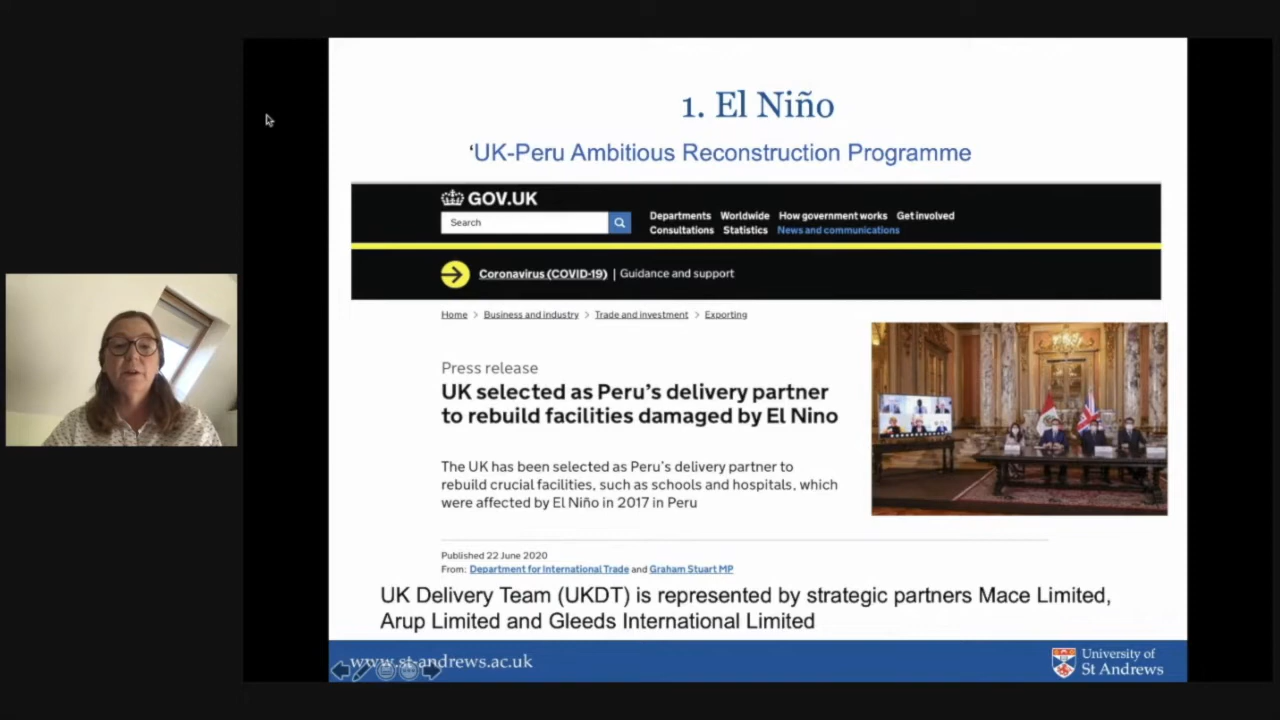 1. El Niño
‘UK-Peru Ambitious Reconstruction Programme
GOV.UK
Search
Departments Worldwide How government works Get involved
Consultations Statistics News and communications
Coronavirus (COVID-19) | Guidance and support
Home > Business and industry > Trade and investment > Exporting
Press release
UK selected as Peru's delivery partner
to rebuild facilities damaged by El Nino
The UK has been selected as Peru's delivery partner to
rebuild crucial facilities, such as schools and hospitals, which
were affected by El Niño in 2017 in Peru
Published 22 June 2020
From: Department for International Trade and Graham Stuart MP
UK Delivery Team (UKDT) is represented by strategic partners Mace Limited,
Arup Limited and Gleeds International Limited
www.st-andrews.ac.uk
University of
St Andrews